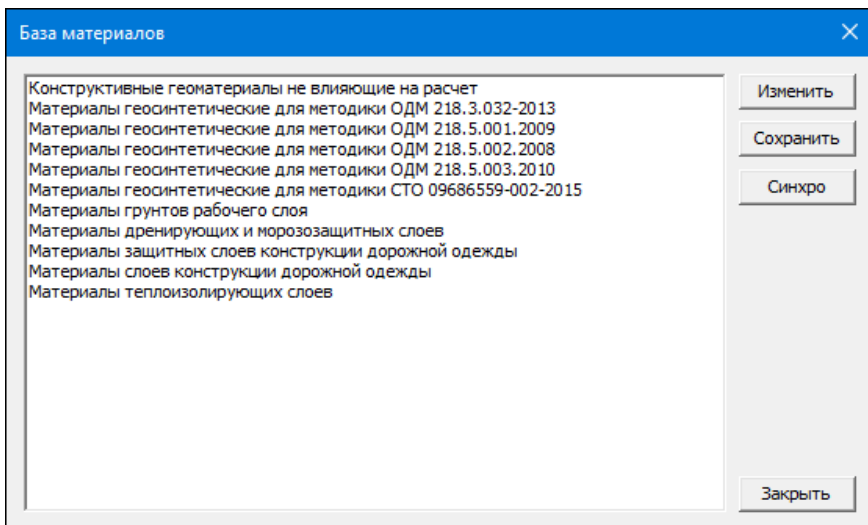 База материалов
Конструктивные геоматериалы не влияющие на расчет
Материалы геосинтетические для методики ОДМ 218.3.032-2013
Материалы геосинтетические для методики ОДМ 218.5.001.2009
Материалы геосинтетические для методики ОДМ 218.5.002.2008
Материалы геосинтетические для методики ОДМ 218.5.003.2010
Материалы геосинтетические для методики СТО 09686559-002-2015
Материалы грунтов рабочего слоя
Материалы дренирующих и морозозащитных слоев
Материалы защитных слоев конструкции дорожной одежды
Материалы слоев конструкции дорожной одежды
Материалы теплоизолирующих слоев
Изменить
Сохранить
Синхро
Закрыть